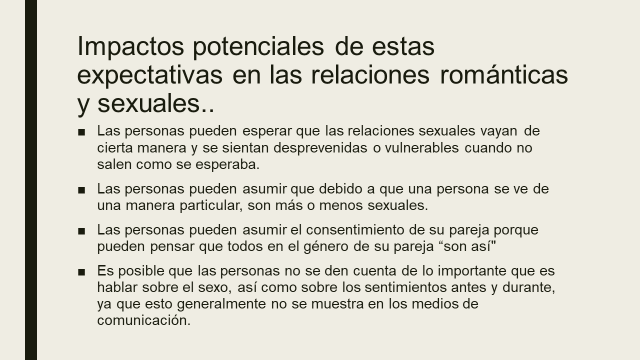 Impactos potenciales de estas
expectativas en las relaciones románticas
y sexuales..
■ Las personas pueden esperar que las relaciones sexuales vayan de
cierta manera y se sientan desprevenidas o vulnerables cuando no
salen como se esperaba.
■ Las personas pueden asumir que debido a que una persona se ve de
una manera particular, son más o menos sexuales.
■ Las personas pueden asumir el consentimiento de su pareja porque
pueden pensar que todos en el género de su pareja “son así"
■ Es posible que las personas no se den cuenta de lo importante que es
hablar sobre el sexo, así como sobre los sentimientos antes y durante,
ya que esto generalmente no se muestra en los medios de
comunicación.